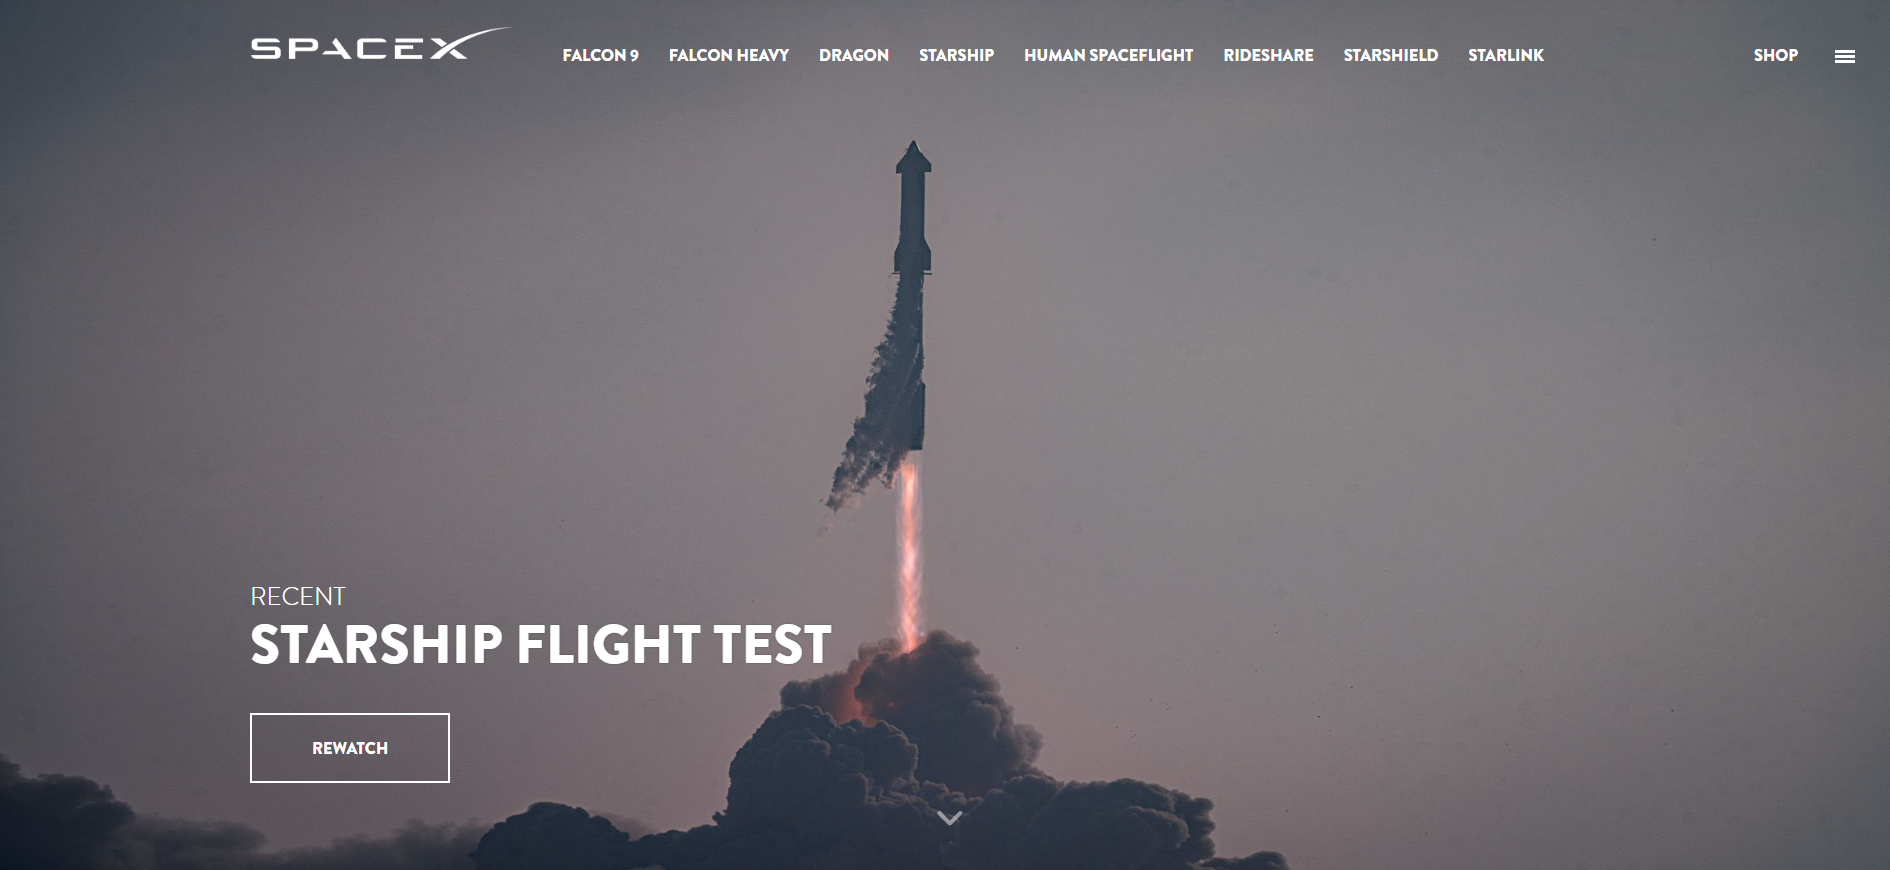 SPACEX FALCON 9 FALCON HEAVY DRAGON STARSHIP HUMAN SPACEFLIGHT RIDESHARE STARSHIELD STARLINK SHOP
RECENT
STARSHIP FLIGHT TEST
REWATCH